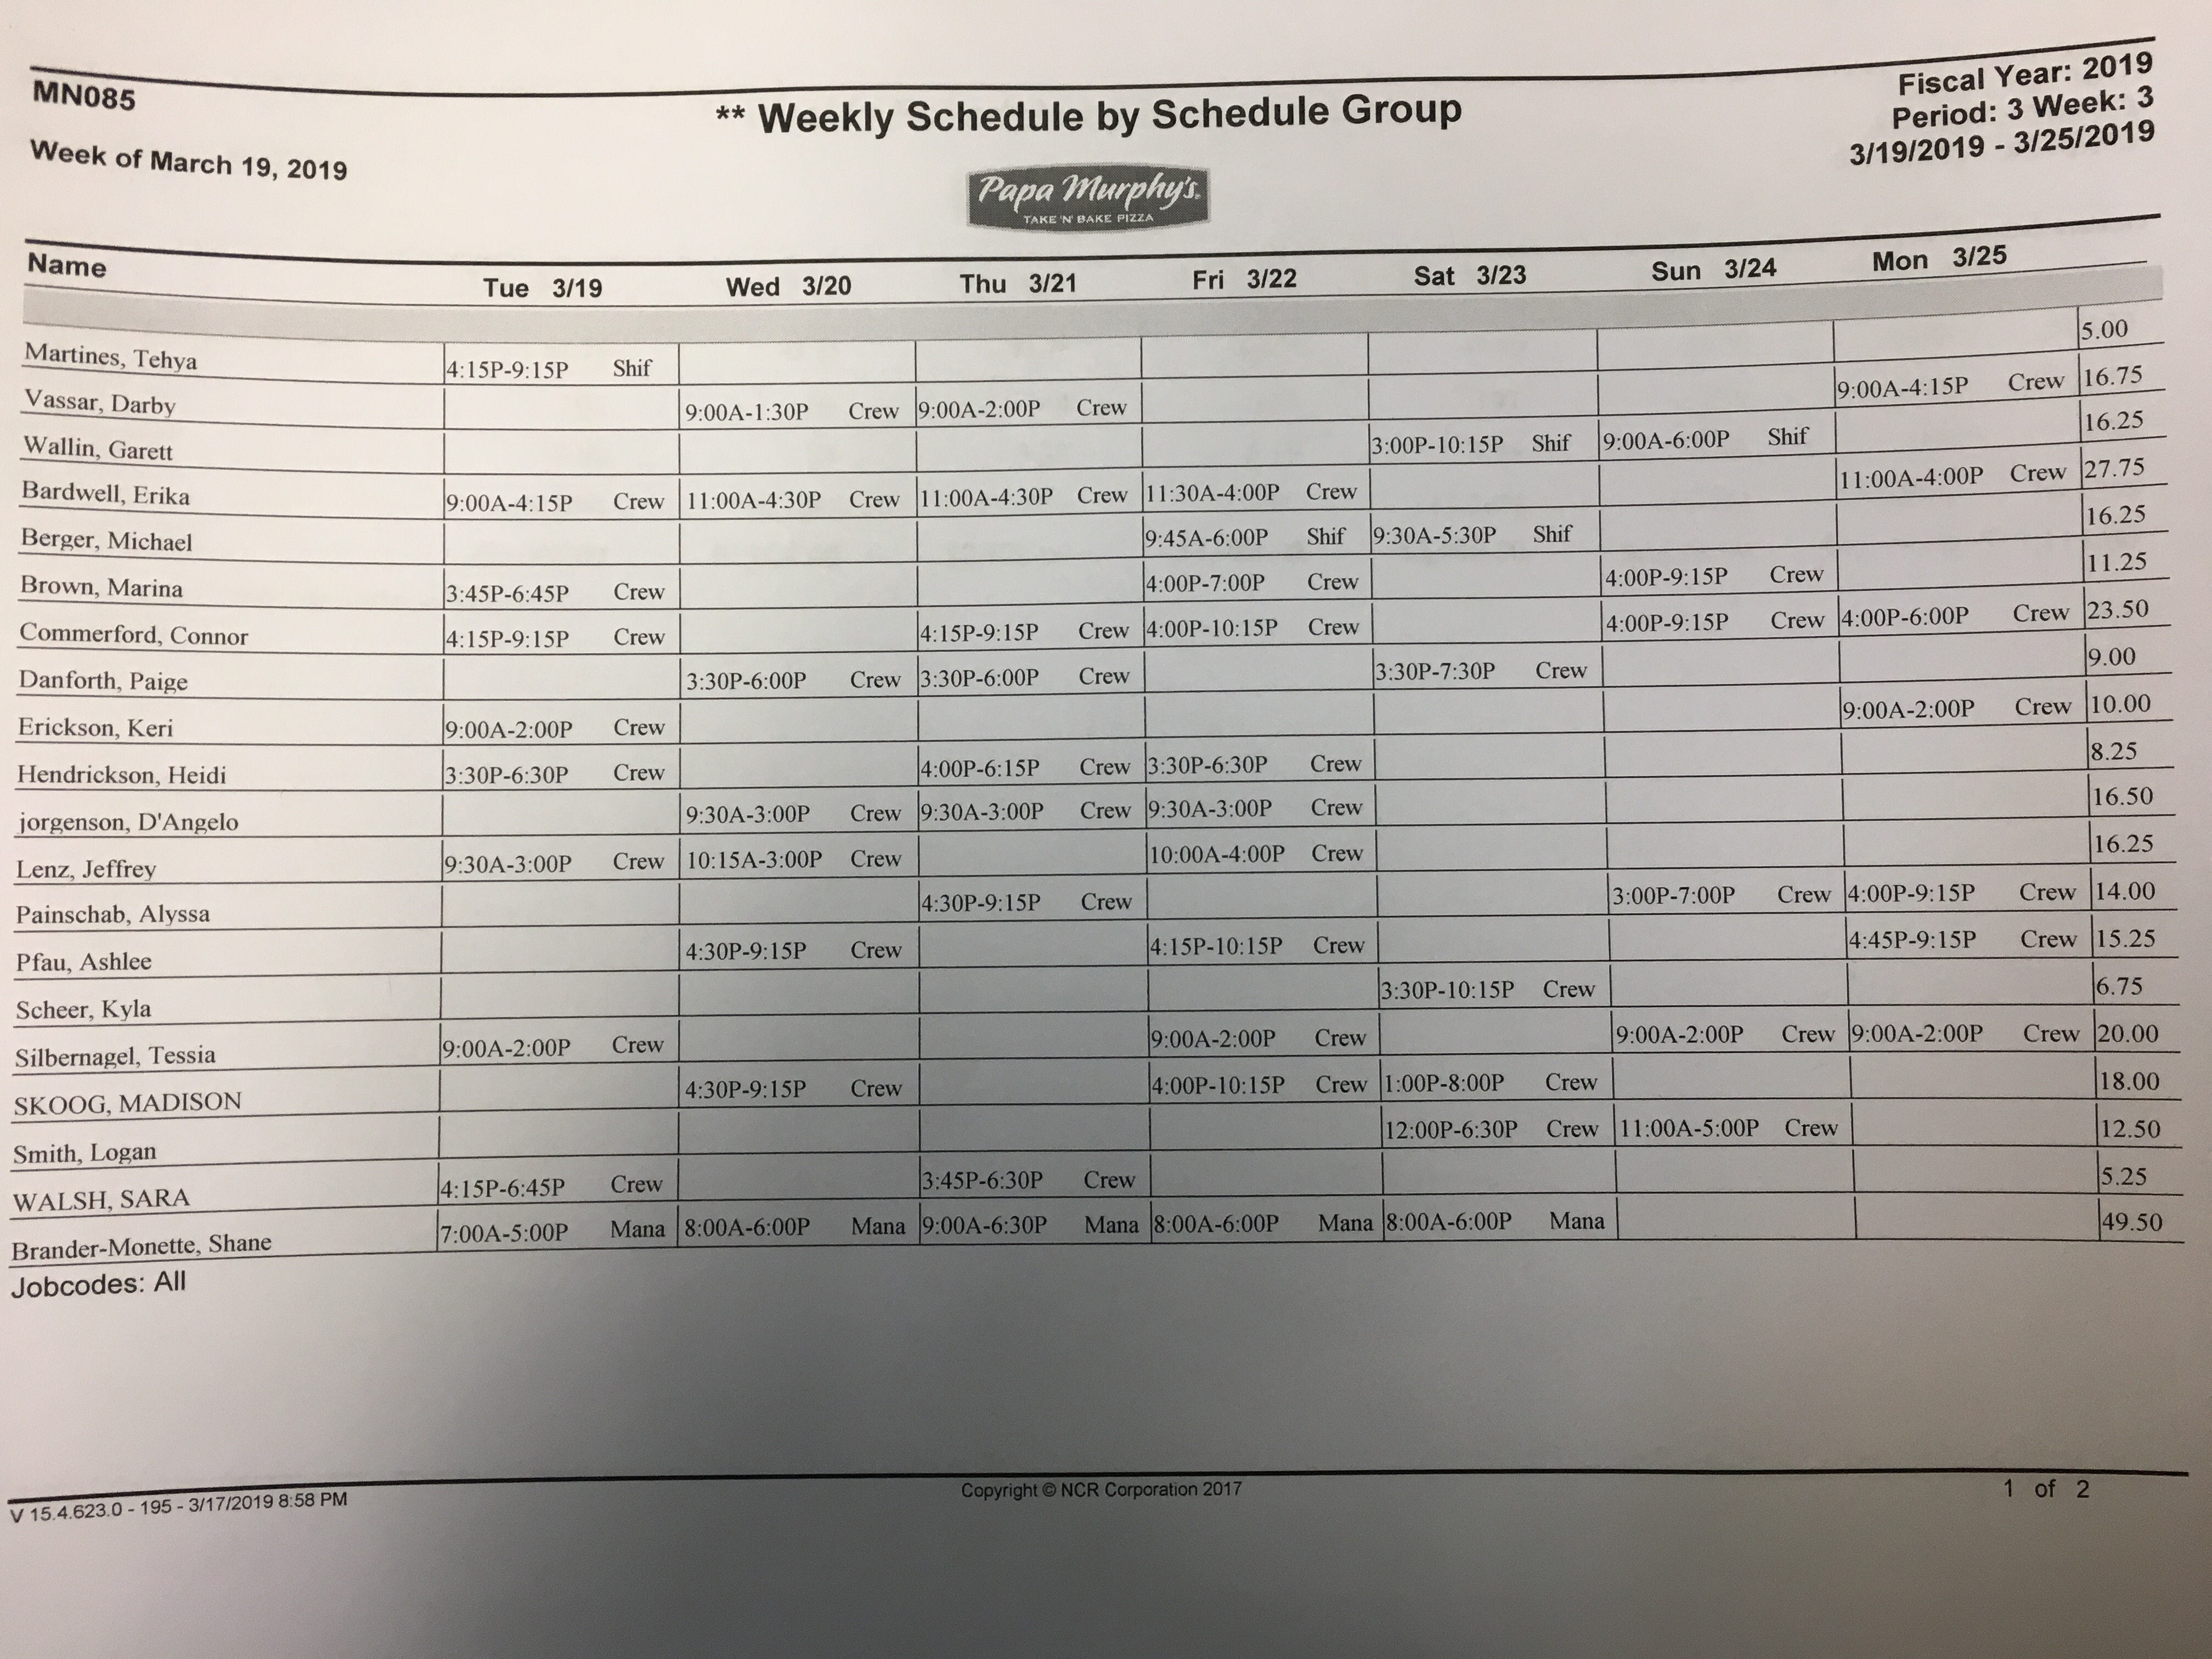 MN085
** Weekly Schedule by Schedule Group
Fiscal Year: 2019
Period: 3 Week: 3
3/19/2019 - 3/25/2019
Week of March 19, 2019
Papa Murphy's
TAKE 'N' BAKE PIZZA
Name Tue 3/19 Wed 3/20 Thu 3/21 Fri 3/22 Sat 3/23 Sun 3/24 Mon 3/25
Martines, Tehya 4:15P-9:15P Shif 5.00
Vassar, Darby 9:00A-1:30P Crew 9:00A-2:00P Crew 9:00A-4:15P Crew 16.75
Wallin, Garett 3:00P-10:15P Shif 9:00A-6:00P Shif 16.25
Bardwell, Erika 9:00A-4:15P Crew 11:00A-4:30P Crew 11:00A-4:30P Crew 11:30A-4:00P Crew 11:00A-4:00P Crew 27.75
Berger, Michael 9:45A-6:00P Shif 9:30A-5:30P Shif 16.25
Brown, Marina 3:45P-6:45P Crew 4:00P-7:00P Crew 4:00P-9:15P Crew 11.25
Commerford, Connor 4:15P-9:15P Crew 4:15P-9:15P Crew 4:00P-10:15P Crew 4:00P-9:15P Crew 4:00P-6:00P Crew 23.50
Danforth, Paige 3:30P-6:00P Crew 3:30P-6:00P Crew 3:30P-7:30P Crew 9.00
Erickson, Keri 9:00A-2:00P Crew 9:00A-2:00P Crew 10.00
Hendrickson, Heidi 3:30P-6:30P Crew 4:00P-6:15P Crew 3:30P-6:30P Crew 8.25
jorgenson, D'Angelo 9:30A-3:00P Crew 9:30A-3:00P Crew 9:30A-3:00P Crew 16.50
Lenz, Jeffrey 9:30A-3:00P Crew 10:15A-3:00P Crew 10:00A-4:00P Crew 16.25
Painschab, Alyssa 4:30P-9:15P Crew 3:00P-7:00P Crew 4:00P-9:15P Crew 14.00
Pfau, Ashlee 4:30P-9:15P Crew 4:15P-10:15P Crew 4:45P-9:15P Crew 15.25
Scheer, Kyla 3:30P-10:15P Crew 6.75
Silbernagel, Tessia 9:00A-2:00P Crew 9:00A-2:00P Crew 9:00A-2:00P Crew 9:00A-2:00P Crew 20.00
SKOOG, MADISON 4:30P-9:15P Crew 4:00P-10:15P Crew 1:00P-8:00P Crew 18.00
Smith, Logan 12:00P-6:30P Crew 11:00A-5:00P Crew 12.50
WALSH, SARA 4:15P-6:45P Crew 3:45P-6:30P Crew 5.25
Brander-Monette, Shane 7:00A-5:00P Mana 8:00A-6:00P Mana 9:00A-6:30P Mana 8:00A-6:00P Mana 8:00A-6:00P Mana 49.50
Jobcodes: All
V 15.4.623.0 - 195 - 3/17/2019 8:58 PM
Copyright © NCR Corporation 2017
1 of 2